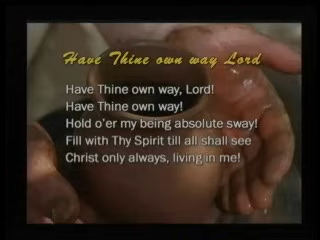 Have Thine own way Lord
Have Thine own way, Lord!
Have Thine own way!
Hold o'er my being absolute sway!
Fill with Thy Spirit till all shall see
Christ only always, living in me!